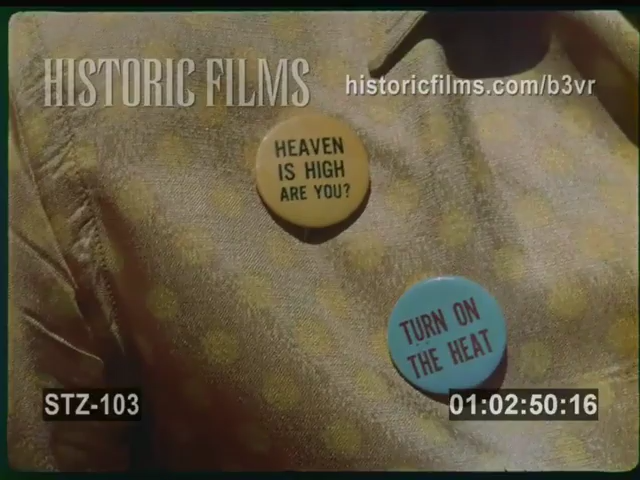 HISTORIC FILMS
historicfilms.com/b3vr
HEAVEN
IS HIGH
ARE YOU?
TURN ON
THE HEAT
STZ-103
01:02:50:16